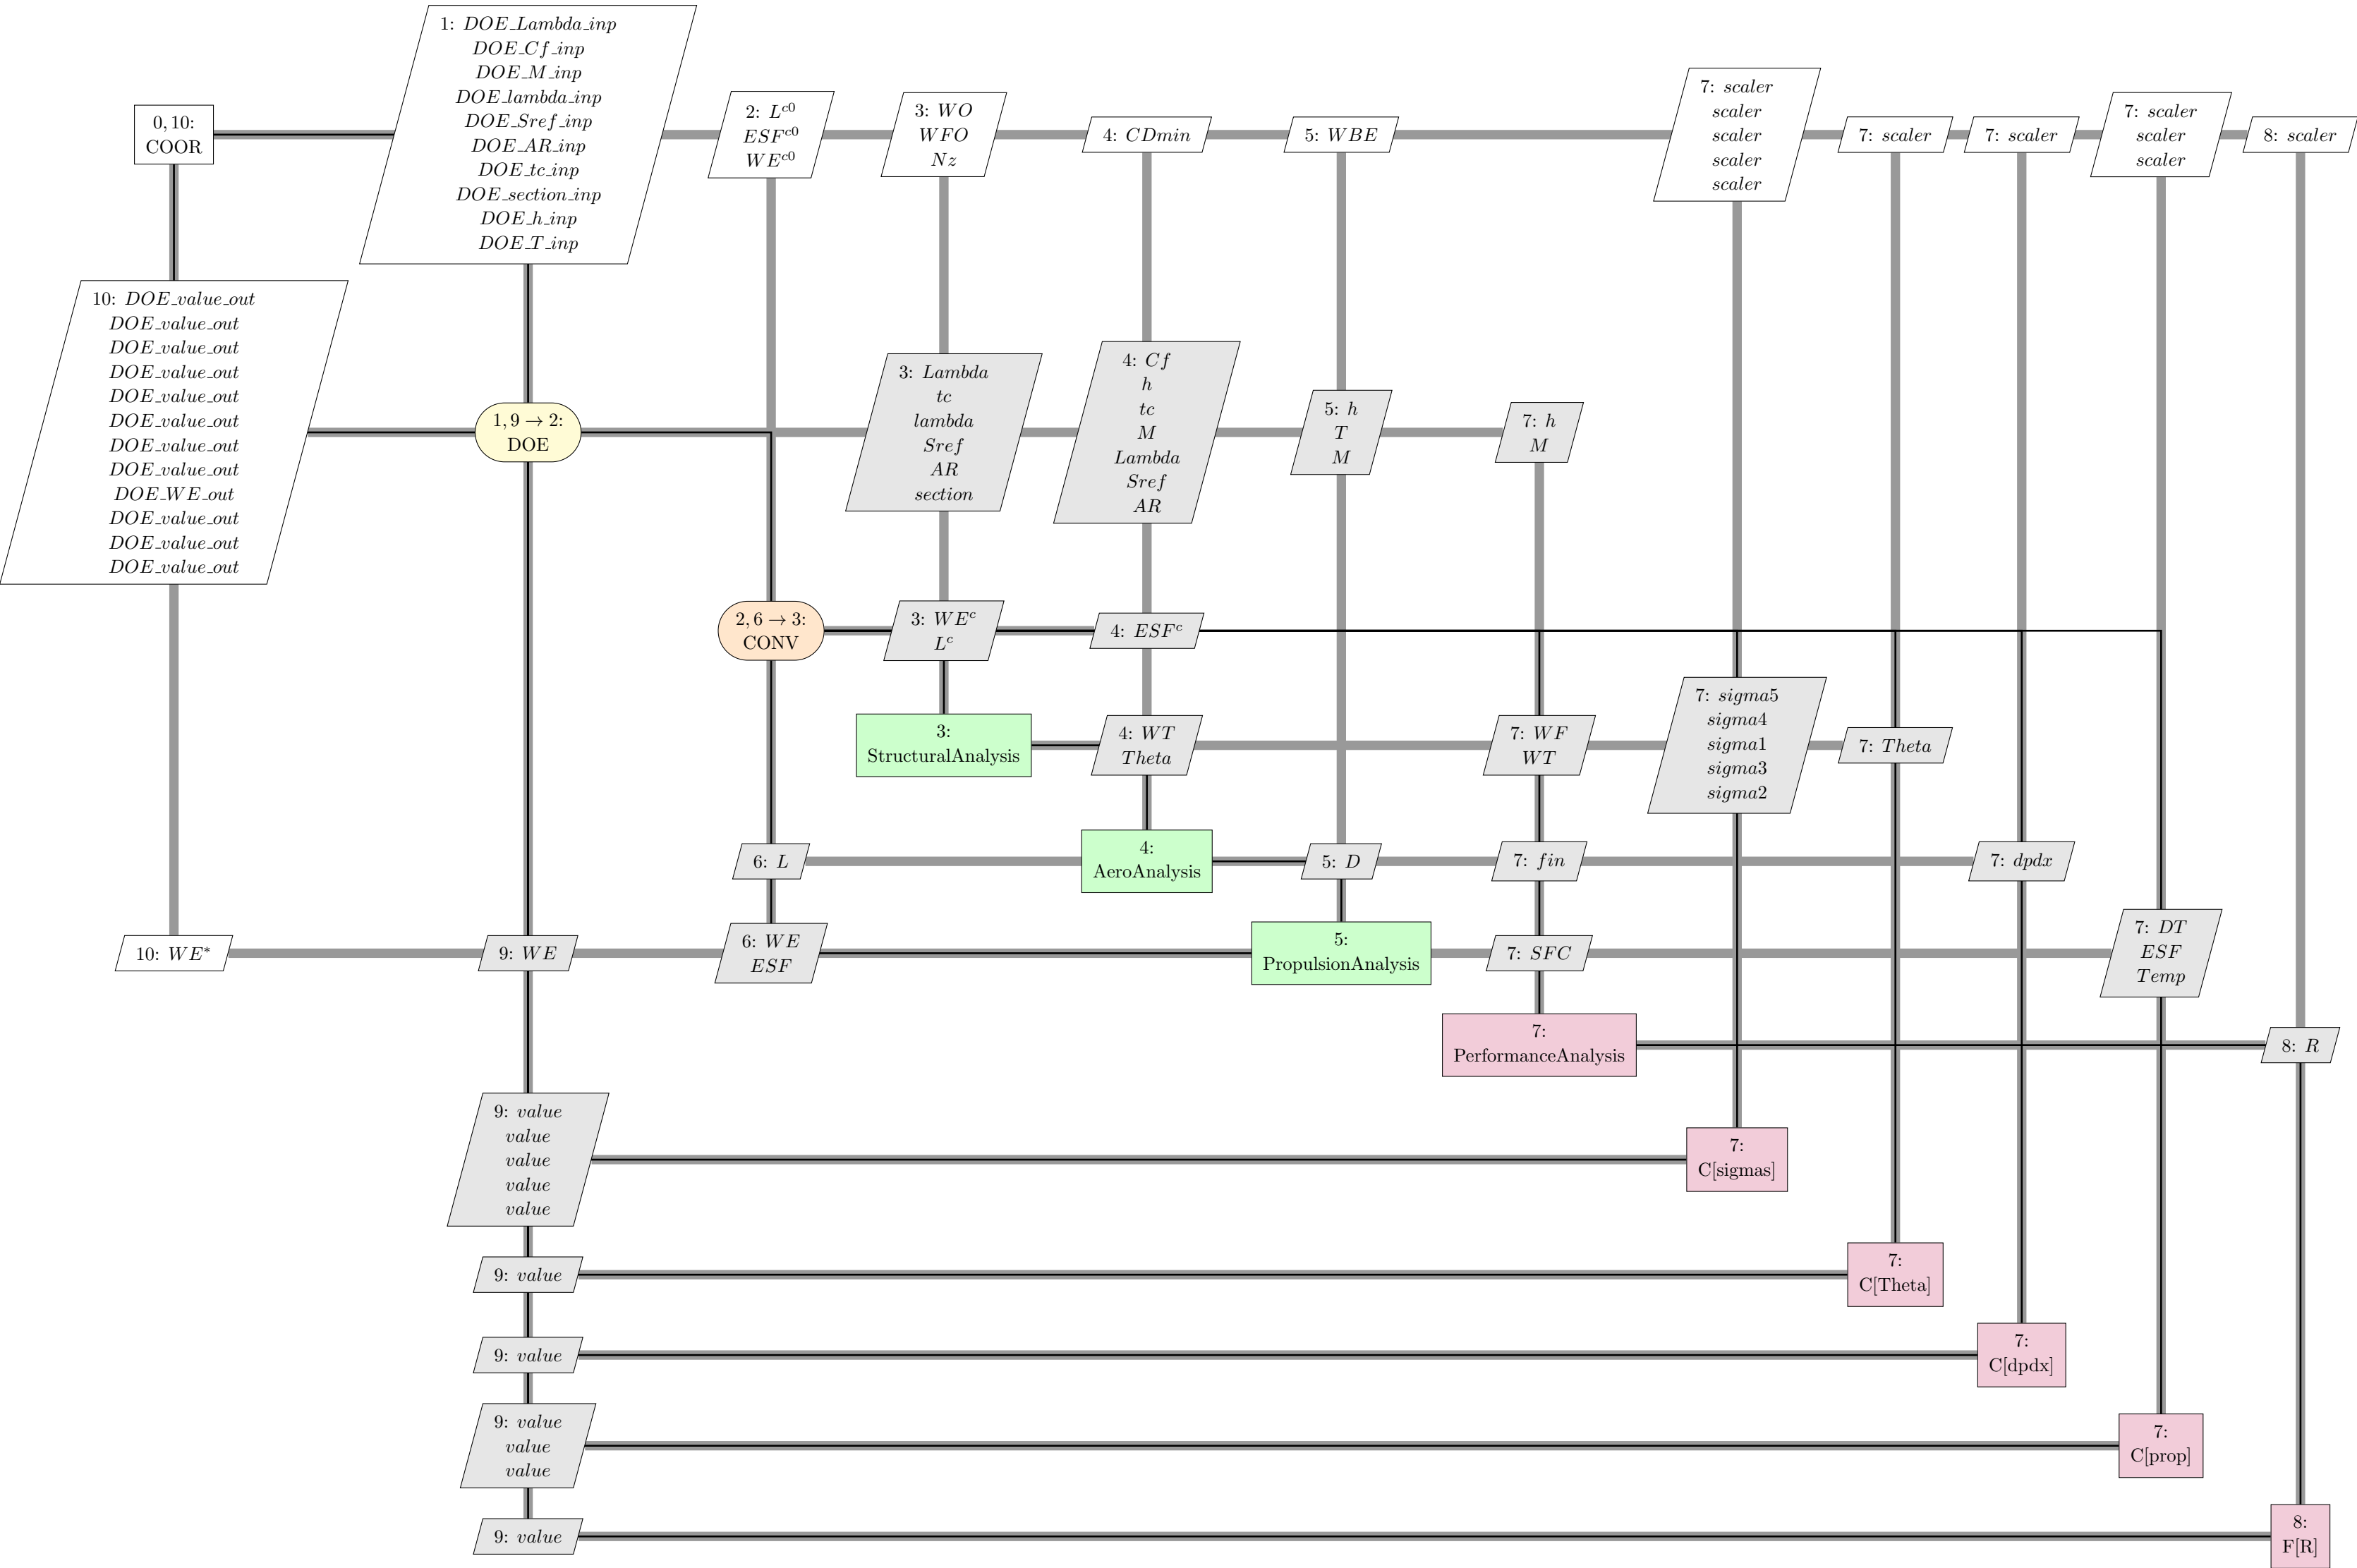 0, 10:
COOR
1: DOE_Lambda_inp
DOE_Cf_inp
DOE_M_inp
DOE_lambda_inp
DOE_Sref_inp
DOE_AR_inp
DOE_tc_inp
DOE_section_inp
DOE_h_inp
DOE_T_inp
2: L^{c0}
ESF^{c0}
WE^{c0}
3: WO
WFO
Nz
4: CDmin
5: WBE
7: scaler
scaler
scaler
scaler
scaler
7: scaler
7: scaler
7: scaler
scaler
scaler
8: scaler
10: DOE_value_out
DOE_value_out
DOE_value_out
DOE_value_out
DOE_value_out
DOE_value_out
DOE_value_out
DOE_value_out
DOE_WE_out
DOE_value_out
DOE_value_out
DOE_value_out
1, 9 → 2:
DOE
3: Lambda
tc
lambda
Sref
AR
section
4: Cf
h
tc
M
Lambda
Sref
AR
5: h
T
M
7: h
M
2, 6 → 3:
CONV
3: WE^c
L^c
4: ESF^c
3:
StructuralAnalysis
4: WT
Theta
7: WF
WT
7: sigma5
sigma4
sigma1
sigma3
sigma2
7: Theta
6: L
4:
AeroAnalysis
5: D
7: fin
7: dpdx
10: WE*
9: WE
6: WE
ESF
5:
PropulsionAnalysis
7: SFC
7: DT
ESF
Temp
7:
PerformanceAnalysis
8: R
9: value
value
value
value
value
7:
C[sigmas]
9: value
7:
C[Theta]
9: value
7:
C[dpdx]
9: value
value
value
7:
C[prop]
9: value
8:
F[R]